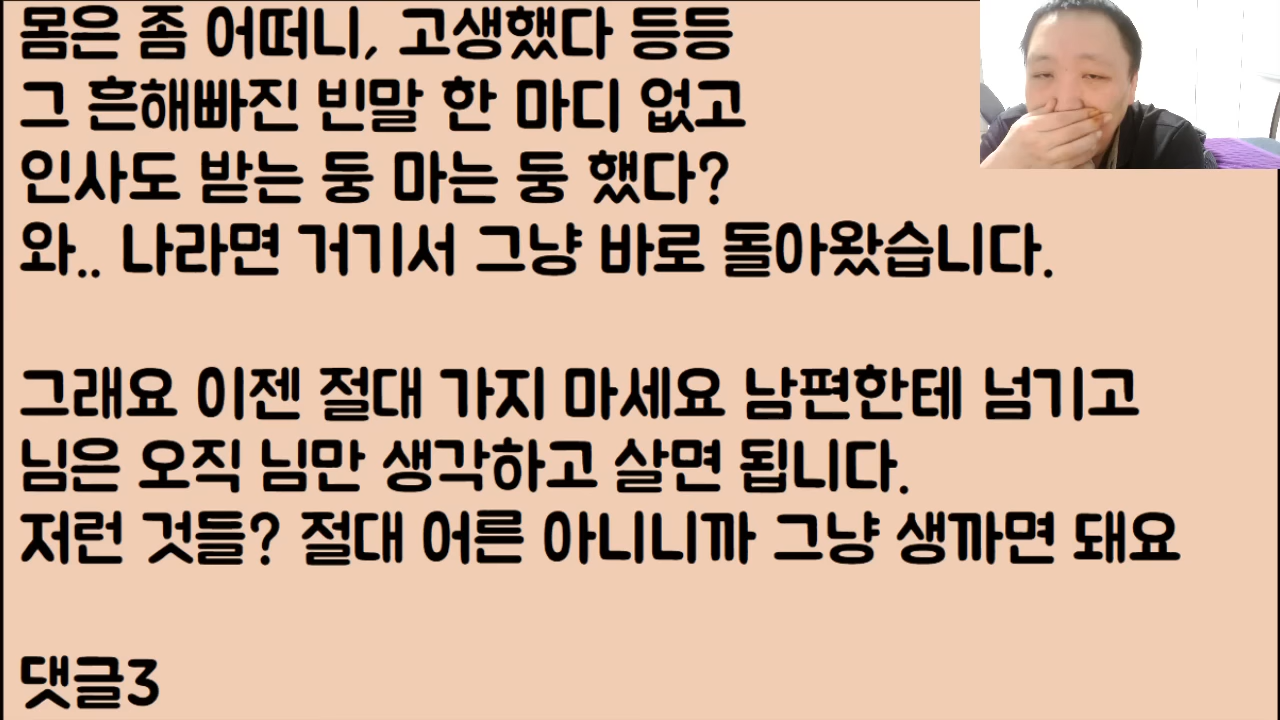 몸은 좀 어떠니, 고생했다 등등
그 흔해빠진 빈말 한 마디 없고
인사도 받는 둥 마는 둥 했다?
와.. 나라면 거기서 그냥 바로 돌아왔습니다.
그래요 이젠 절대 가지 마세요 남편한테 넘기고
님은 오직 님만 생각하고 살면 됩니다.
저런 것들? 절대 어른 아니니까 그냥 생까면 돼요
댓글3